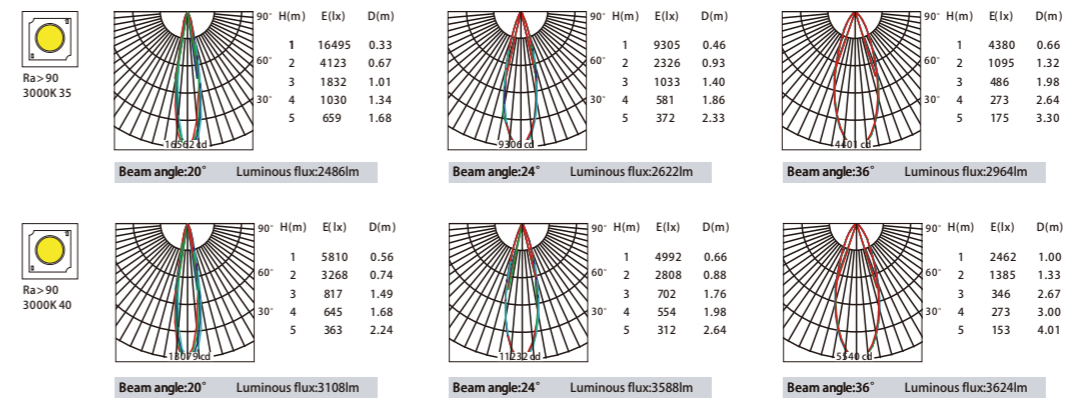 Ra>90
3000K 35
90° H(m) E(lx) D(m)
1 16495 0.33
60° 2 4123 0.67
3 1832 1.01
30° 4 1030 1.34
5 659 1.68
16562 cd
Beam angle:20° Luminous flux:2486lm
90° H(m) E(lx) D(m)
1 9305 0.46
60° 2 2326 0.93
3 1033 1.40
30° 4 581 1.86
5 372 2.33
9306 cd
Beam angle:24° Luminous flux:2622lm
90° H(m) E(lx) D(m)
1 4380 0.66
60° 2 1095 1.32
3 486 1.98
30° 4 273 2.64
5 175 3.30
4401 cd
Beam angle:36° Luminous flux:2964lm
Ra>90
3000K 40
90° H(m) E(lx) D(m)
1 5810 0.56
60° 2 3268 0.74
3 817 1.49
30° 4 645 1.68
5 363 2.24
13079 cd
Beam angle:20° Luminous flux:3108lm
90° H(m) E(lx) D(m)
1 4992 0.66
60° 2 2808 0.88
3 702 1.76
30° 4 554 1.98
5 312 2.64
11232 cd
Beam angle:24° Luminous flux:3588lm
90° H(m) E(lx) D(m)
1 2462 1.00
60° 2 1385 1.33
3 346 2.67
30° 4 273 3.00
5 153 4.01
5540 cd
Beam angle:36° Luminous flux:3624lm